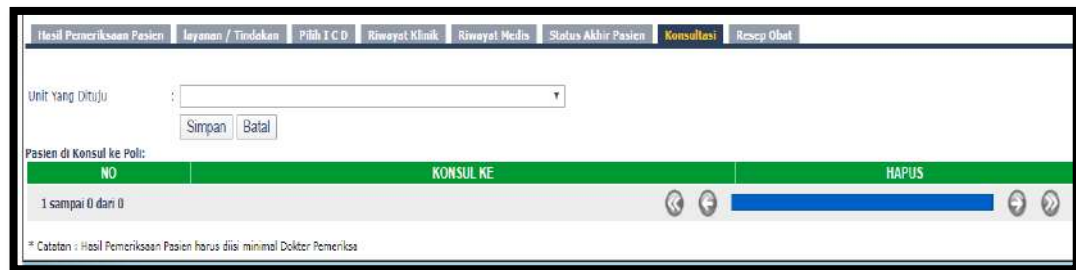 Hasil Pemeriksaan Pasien layanan / Tindakan Pilih I C D Riwayat Klinik Riwayat Medis Status Akhir Pasien Konsultasi Resep Obat
Unit Yang Dituju :
Simpan Batal
Pasien di Konsul ke Poli:
NO KONSUL KE HAPUS
1 sampai 0 dari 0
* Catatan : Hasil Pemeriksaan Pasien harus diisi minimal Dokter Pemeriksa